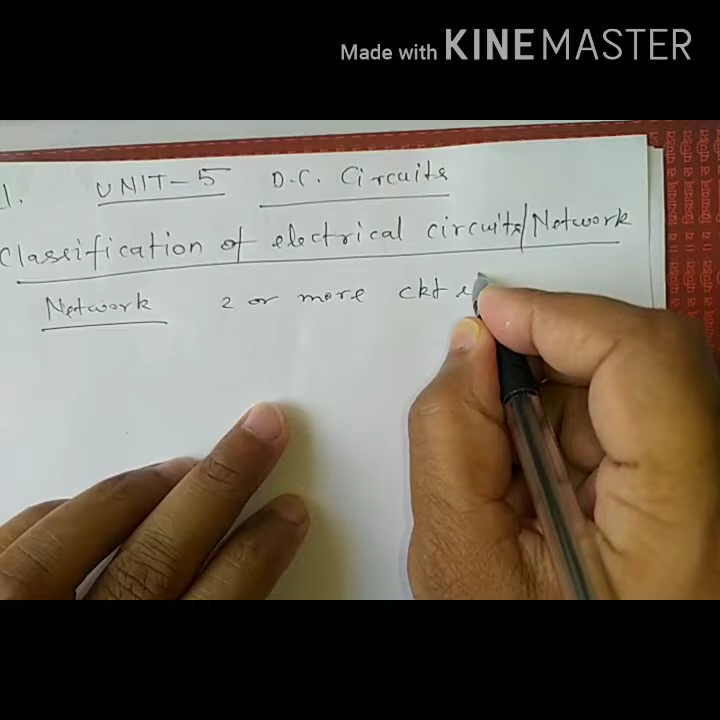 Made with KINEMASTER
1. UNIT-5 D.C. Circuits
Classification of electrical circuits/Network
Network 2 or more ckt e